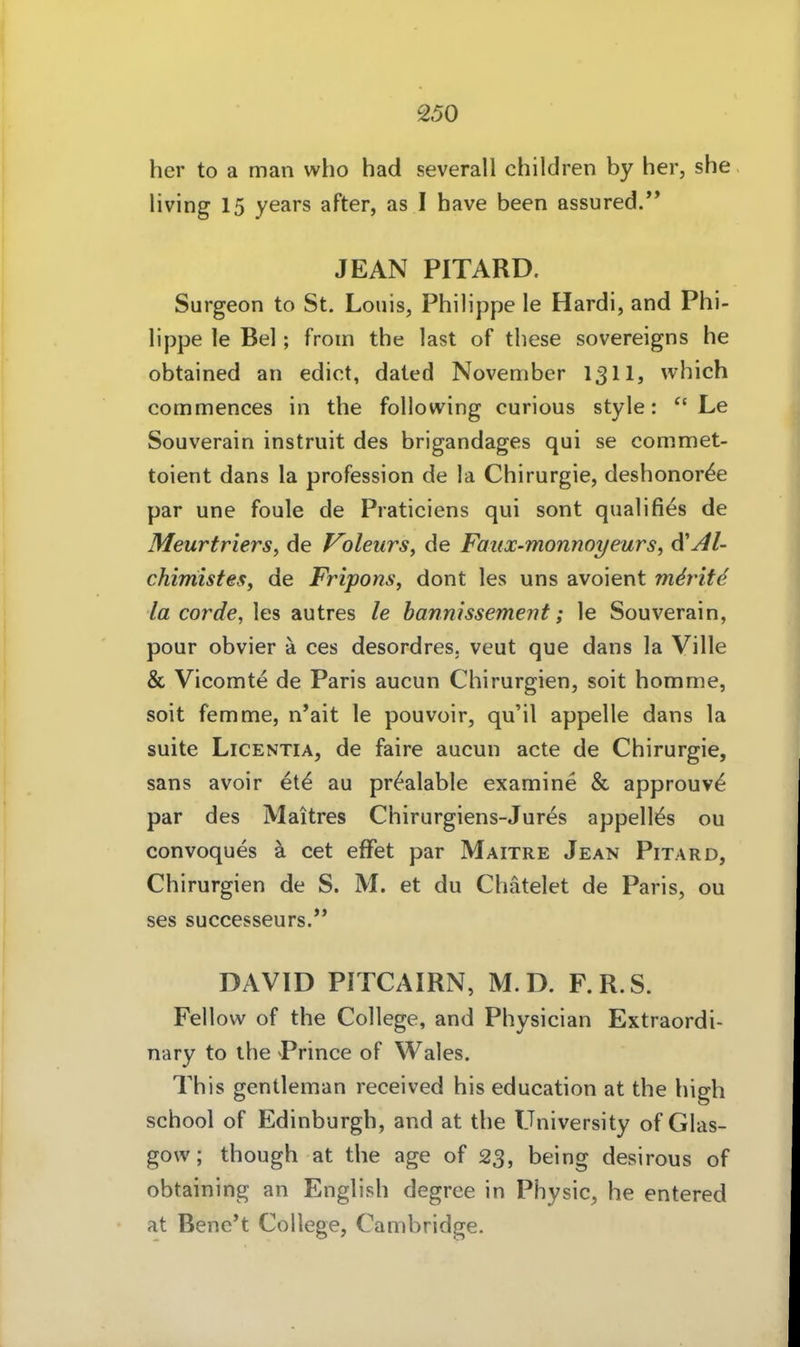 250
her to a man who had severall children by her, she
living 15 years after, as I have been assured.”
JEAN PITARD.
Surgeon to St. Louis, Philippe le Hardi, and Phi-
lippe le Bel ; from the last of these sovereigns he
obtained an edict, dated November 1311, which
commences in the following curious style : “ Le
Souverain instruit des brigandages qui se commet-
toient dans la profession de la Chirurgie, deshonorée
par une foule de Praticiens qui sont qualifiés de
Meurtriers, de Voleurs, de Faux-monnoyeurs, d'Al-
chimistes, de Fripons, dont les uns avoient mérité
la corde, les autres le bannissement ; le Souverain,
pour obvier à ces desordres, veut que dans la Ville
& Vicomté de Paris aucun Chirurgien, soit homme,
soit femme, n’ait le pouvoir, qu’il appelle dans la
suite LICENTIA, de faire aucun acte de Chirurgie,
sans avoir été au préalable examiné & approuvé
par des Maîtres Chirurgiens-Jurés appellés ou
convoqués à cet effet par MAITRE JEAN PITARD,
Chirurgien de S. M. et du Châtelet de Paris, ou
ses successeurs.”
DAVID PITCAIRN, M.D. F.R.S.
Fellow of the College, and Physician Extraordi-
nary to the Prince of Wales.
This gentleman received his education at the high
school of Edinburgh, and at the University of Glas-
gow ; though at the age of 23, being desirous of
obtaining an English degree in Physic, he entered
at Bene’t College, Cambridge.